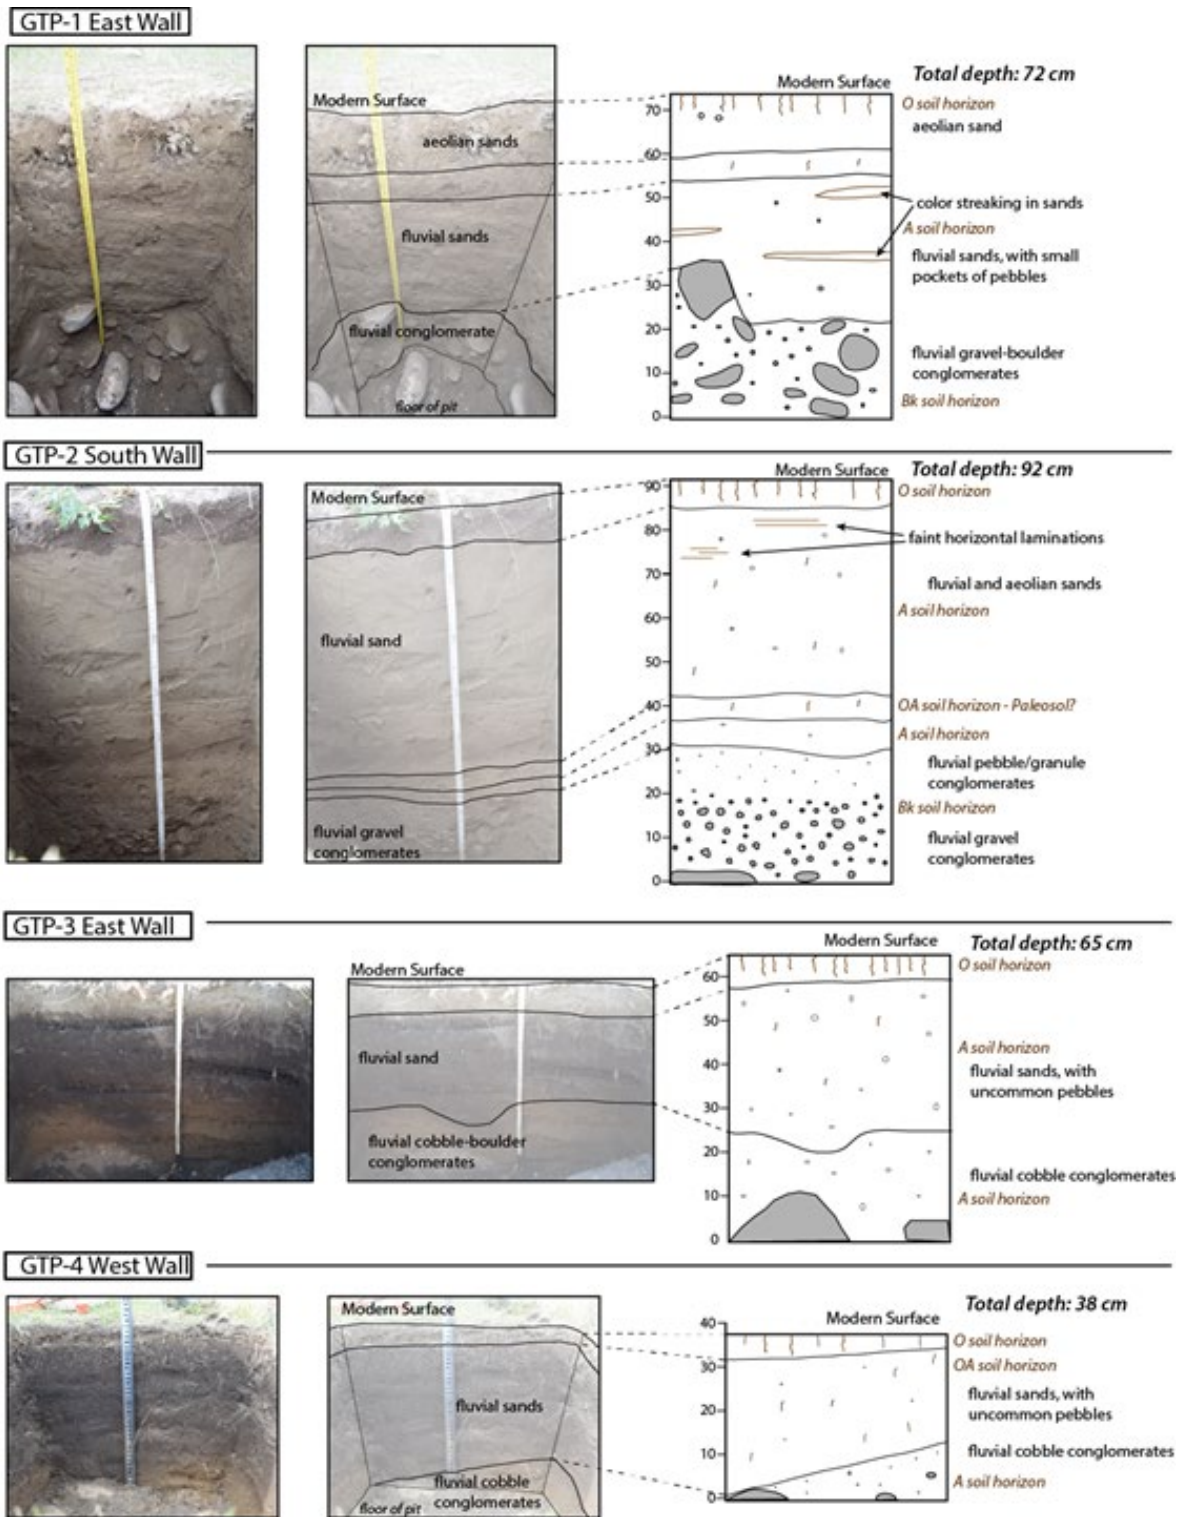 GTP-1 East Wall
Modern Surface
aeolian sands
fluvial sands
fluvial conglomerate
floor of pit
Modern Surface
Total depth: 72 cm
70
60
50
40
30
20
10
0
O soil horizon
aeolian sand
color streaking in sands
A soil horizon
fluvial sands, with small
pockets of pebbles
fluvial gravel-boulder
conglomerates
Bk soil horizon
GTP-2 South Wall
Modern Surface
fluvial sand
fluvial gravel
conglomerates
Modern Surface
Total depth: 92 cm
90
80
70
60
50
40
30
20
10
0
O soil horizon
faint horizontal laminations
fluvial and aeolian sands
A soil horizon
OA soil horizon - Paleosol?
A soil horizon
fluvial pebble/granule
conglomerates
Bk soil horizon
fluvial gravel
conglomerates
GTP-3 East Wall
Modern Surface
fluvial sand
fluvial cobble-boulder
conglomerates
Modern Surface
Total depth: 65 cm
60
50
40
30
20
10
0
O soil horizon
A soil horizon
fluvial sands, with
uncommon pebbles
fluvial cobble conglomerates
A soil horizon
GTP-4 West Wall
Modern Surface
fluvial sands
fluvial cobble
conglomerates
floor of pit
Modern Surface
Total depth: 38 cm
40
30
20
10
0
O soil horizon
OA soil horizon
fluvial sands, with
uncommon pebbles
fluvial cobble conglomerates
A soil horizon